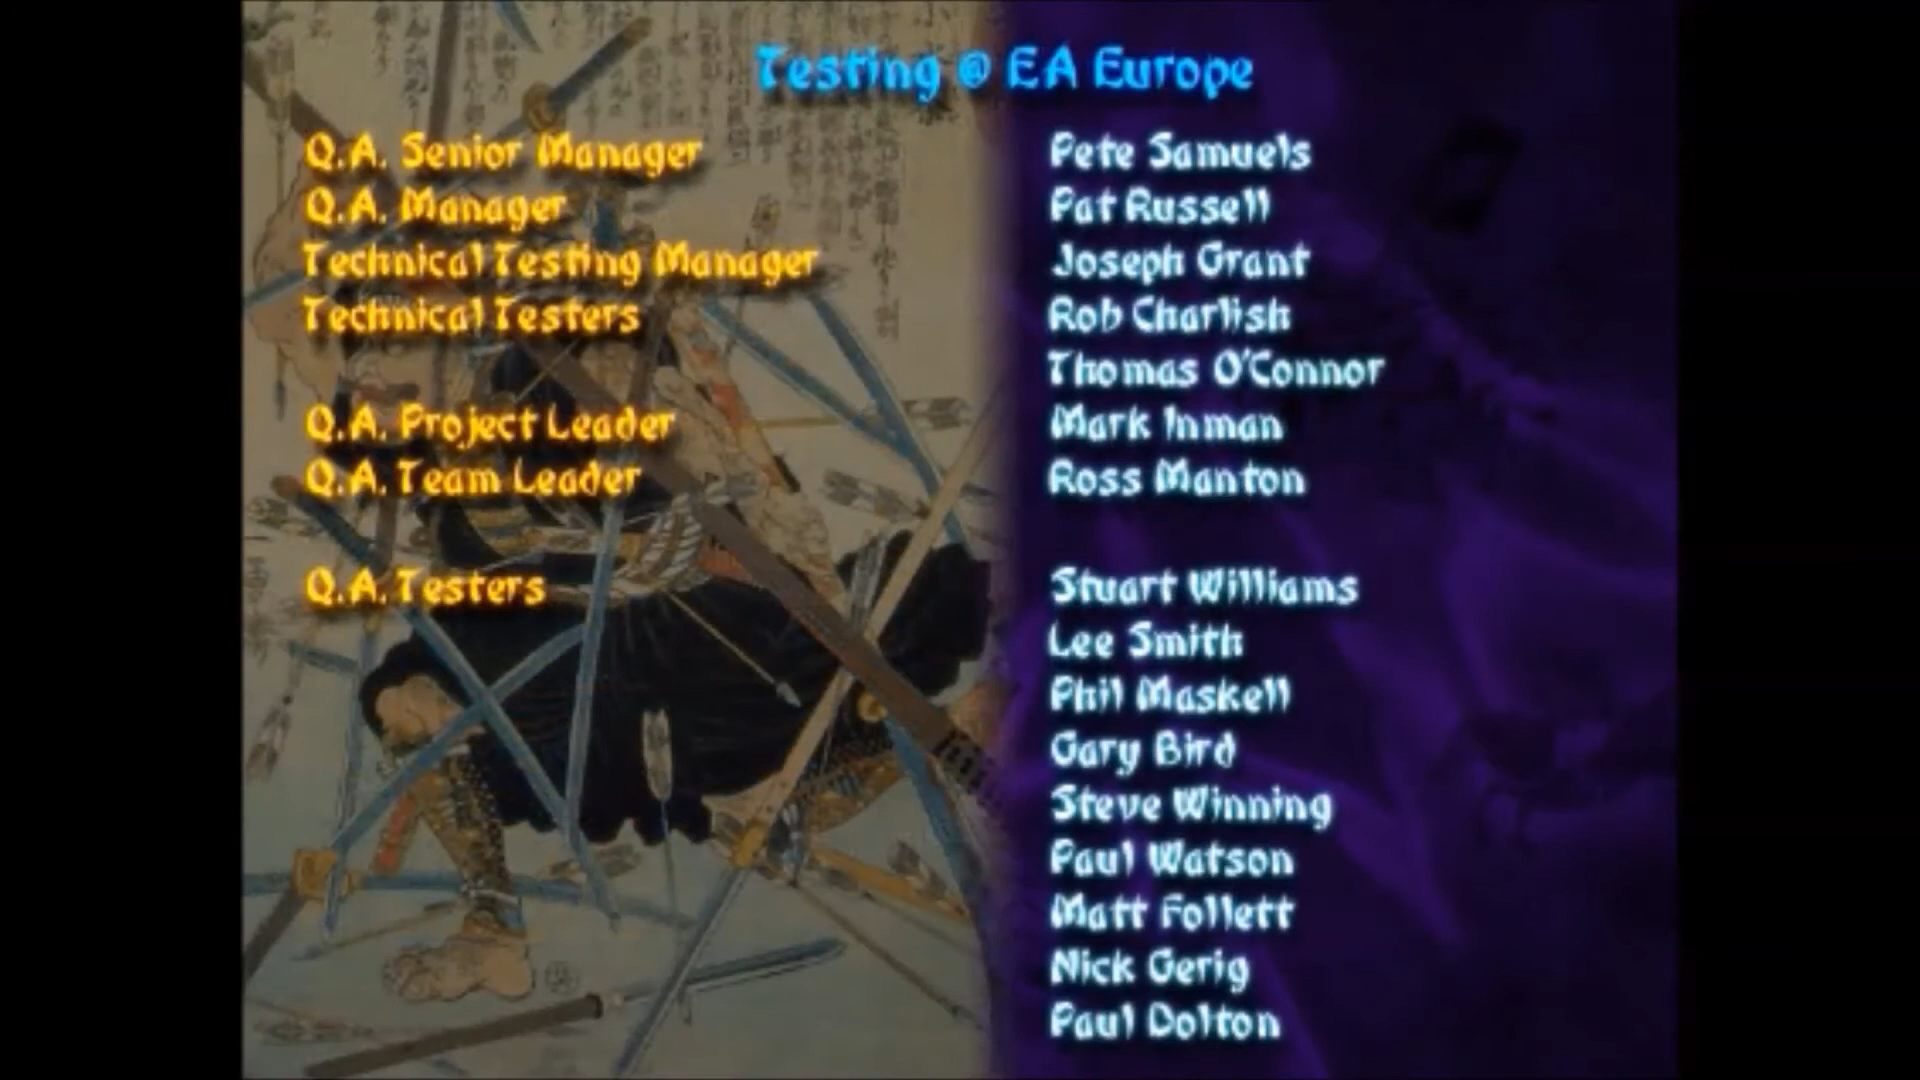 Testing @ EA Europe
Q.A. Senior Manager Pete Samuels
Q.A. Manager Pat Russell
Technical Testing Manager Joseph Grant
Technical Testers Rob Charlish
Thomas O'Connor
Q.A. Project Leader Mark Inman
Q.A. Team Leader Ross Manton
Q.A. Testers Stuart Williams
Lee Smith
Phil Maskell
Gary Bird
Steve Winning
Paul Watson
Matt Follett
Nick Gerig
Paul Dolton